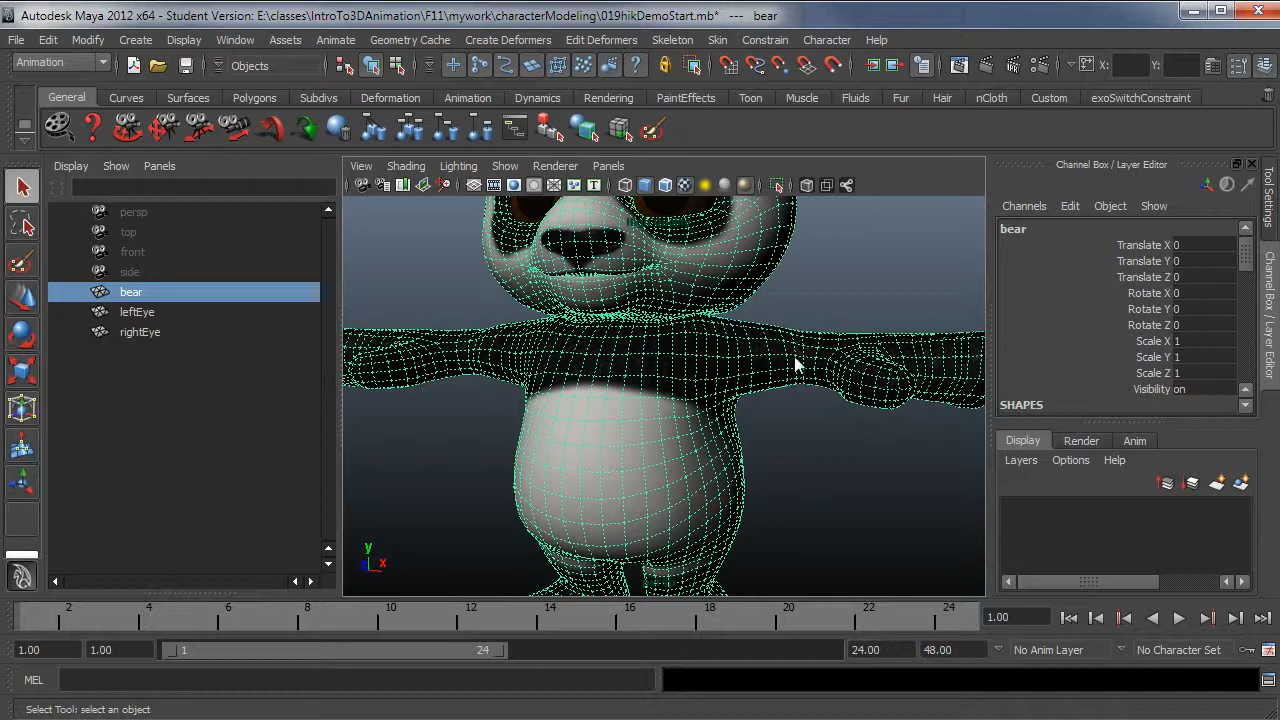 Autodesk Maya 2012 x64 - Student Version: E:\classes\IntroTo3DAnimation\F11\mywork\characterModeling\019hikDemoStart.mb* --- bear
File Edit Modify Create Display Window Assets Animate Geometry Cache Create Deformers Edit Deformers Skeleton Skin Constrain Character Help
Animation Objects X: Y:
General Curves Surfaces Polygons Subdivs Deformation Animation Dynamics Rendering PaintEffects Toon Muscle Fluids Fur Hair nCloth Custom exoSwitchConstraint
Display Show Panels
View Shading Lighting Show Renderer Panels
persp
top
front
side
bear
leftEye
rightEye
y
x
Channel Box / Layer Editor
Channels Edit Object Show
bear
Translate X 0
Translate Y 0
Translate Z 0
Rotate X 0
Rotate Y 0
Rotate Z 0
Scale X 1
Scale Y 1
Scale Z 1
Visibility on
SHAPES
Display Render Anim
Layers Options Help
Tool Settings
Channel Box / Layer Editor
2 4 6 8 10 12 14 16 18 20 22 24 1.00
1.00 1.00 1 24 24.00 48.00 No Anim Layer No Character Set
MEL
Select Tool: select an object